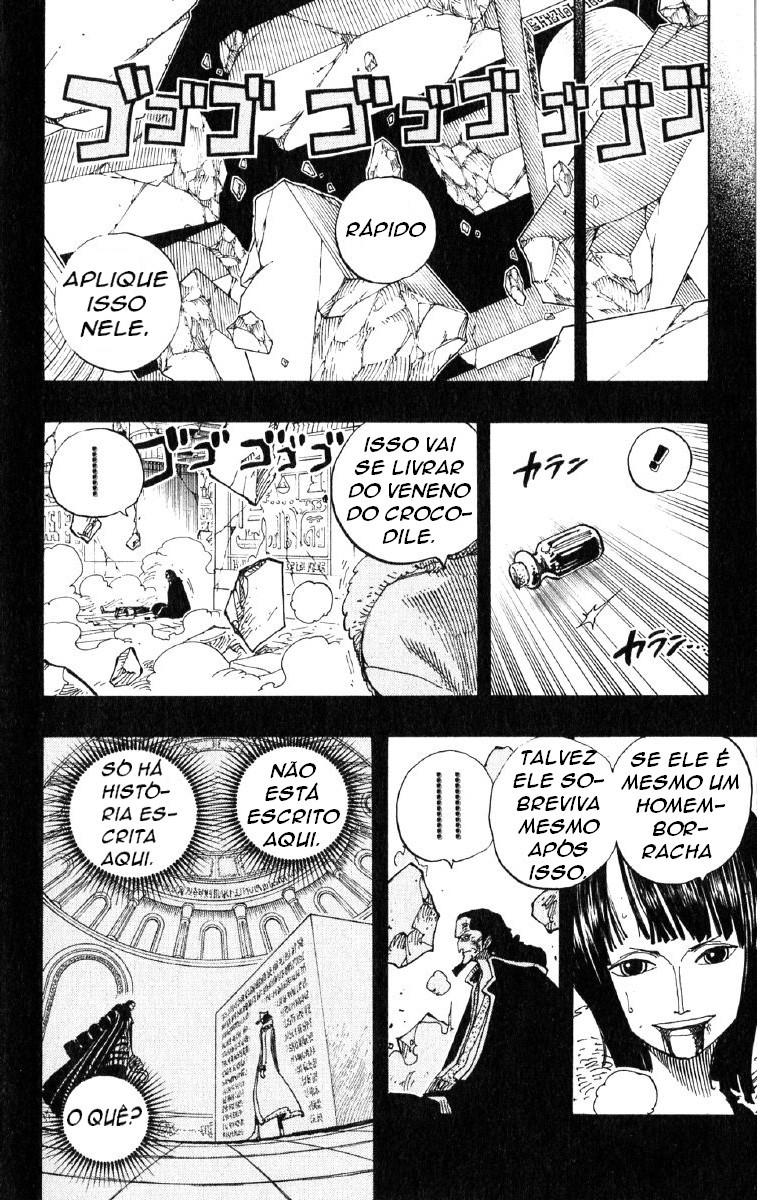 ゴゴゴ ゴゴゴ ゴゴゴ
RÁPIDO
APLIQUE
ISSO
NELE.
!
カラン
カラン…
ISSO VAI
SE LIVRAR
DO VENENO
DO CROCO-
DILE.
ゴゴ ゴゴゴ
SE ELE É
MESMO UM
HOMEM-
BOR-
RACHA
TALVEZ
ELE SO-
BREVIVA
MESMO
APÓS
ISSO.
NÃO
ESTÁ
ESCRITO
AQUI.
SÓ HÁ
HISTÓ-
RIA ES-
CRITA
AQUI.
O QUÊ?